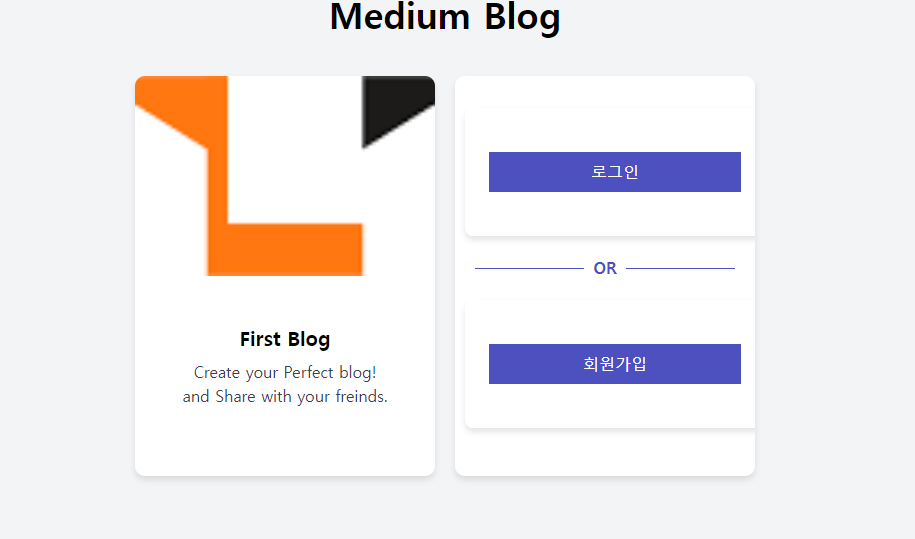 Medium Blog
로그인
OR
First Blog
회원가입
Create your Perfect blog!
and Share with your freinds.